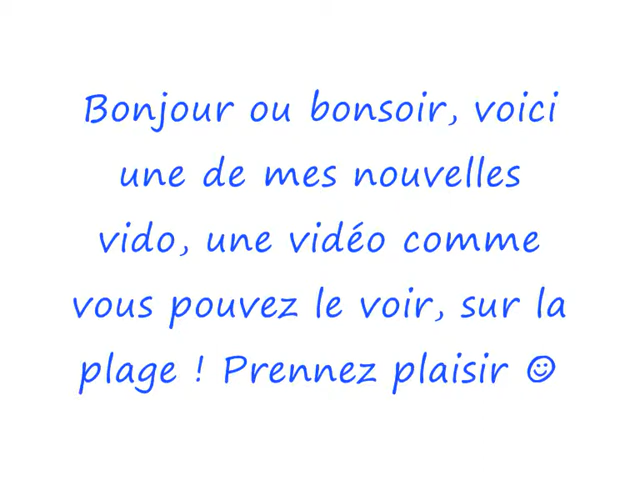 Bonjour ou bonsoir, voici
une de mes nouvelles
vido, une vidéo comme
vous pouvez le voir, sur la
plage ! Prennez plaisir ☺